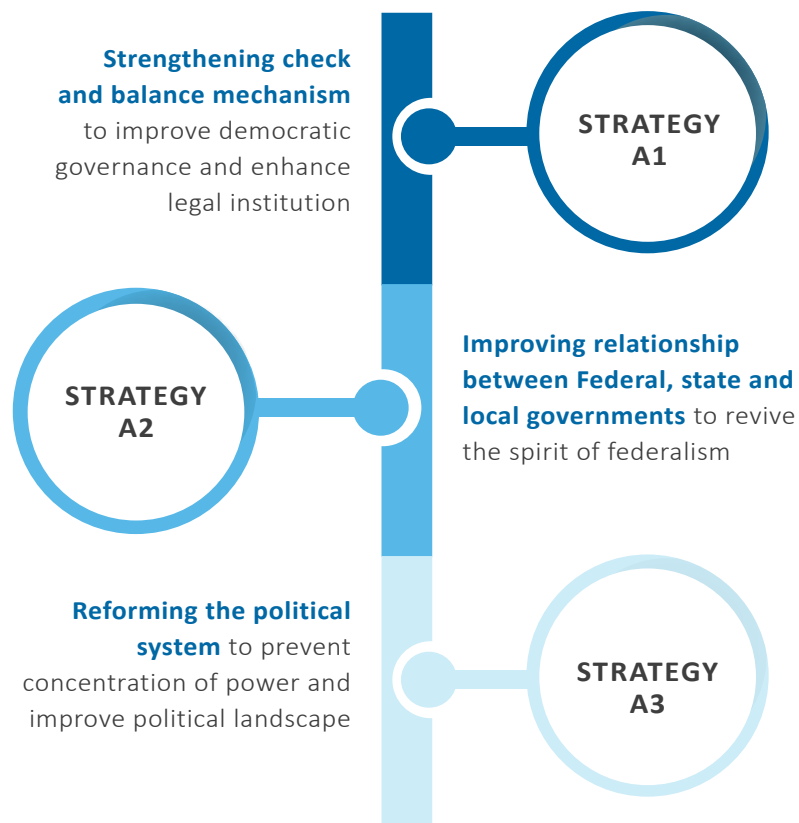 Strengthening check
and balance mechanism
to improve democratic
governance and enhance
legal institution
STRATEGY
A1
STRATEGY
A2
Improving relationship
between Federal, state and
local governments to revive
the spirit of federalism
Reforming the political
system to prevent
concentration of power and
improve political landscape
STRATEGY
A3